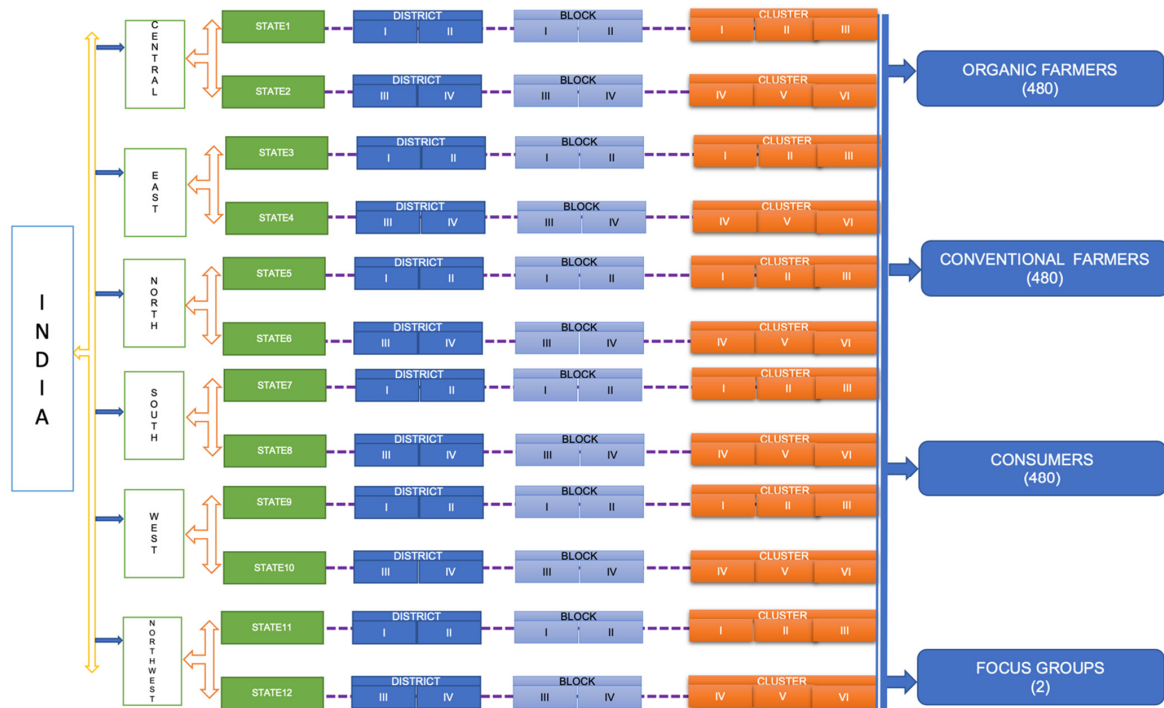 INDIA
CENTRAL
STATE1
DISTRICT
I II
BLOCK
I II
CLUSTER
I II III
STATE2
DISTRICT
III IV
BLOCK
III IV
CLUSTER
IV V VI
EAST
STATE3
DISTRICT
I II
BLOCK
I II
CLUSTER
I II III
STATE4
DISTRICT
III IV
BLOCK
III IV
CLUSTER
IV V VI
NORTH
STATE5
DISTRICT
I II
BLOCK
I II
CLUSTER
I II III
STATE6
DISTRICT
III IV
BLOCK
III IV
CLUSTER
IV V VI
SOUTH
STATE7
DISTRICT
I II
BLOCK
I II
CLUSTER
I II III
STATE8
DISTRICT
III IV
BLOCK
III IV
CLUSTER
IV V VI
WEST
STATE9
DISTRICT
I II
BLOCK
I II
CLUSTER
I II III
STATE10
DISTRICT
III IV
BLOCK
III IV
CLUSTER
IV V VI
NORTHWEST
STATE11
DISTRICT
I II
BLOCK
I II
CLUSTER
I II III
STATE12
DISTRICT
III IV
BLOCK
III IV
CLUSTER
IV V VI
ORGANIC FARMERS
(480)
CONVENTIONAL FARMERS
(480)
CONSUMERS
(480)
FOCUS GROUPS
(2)